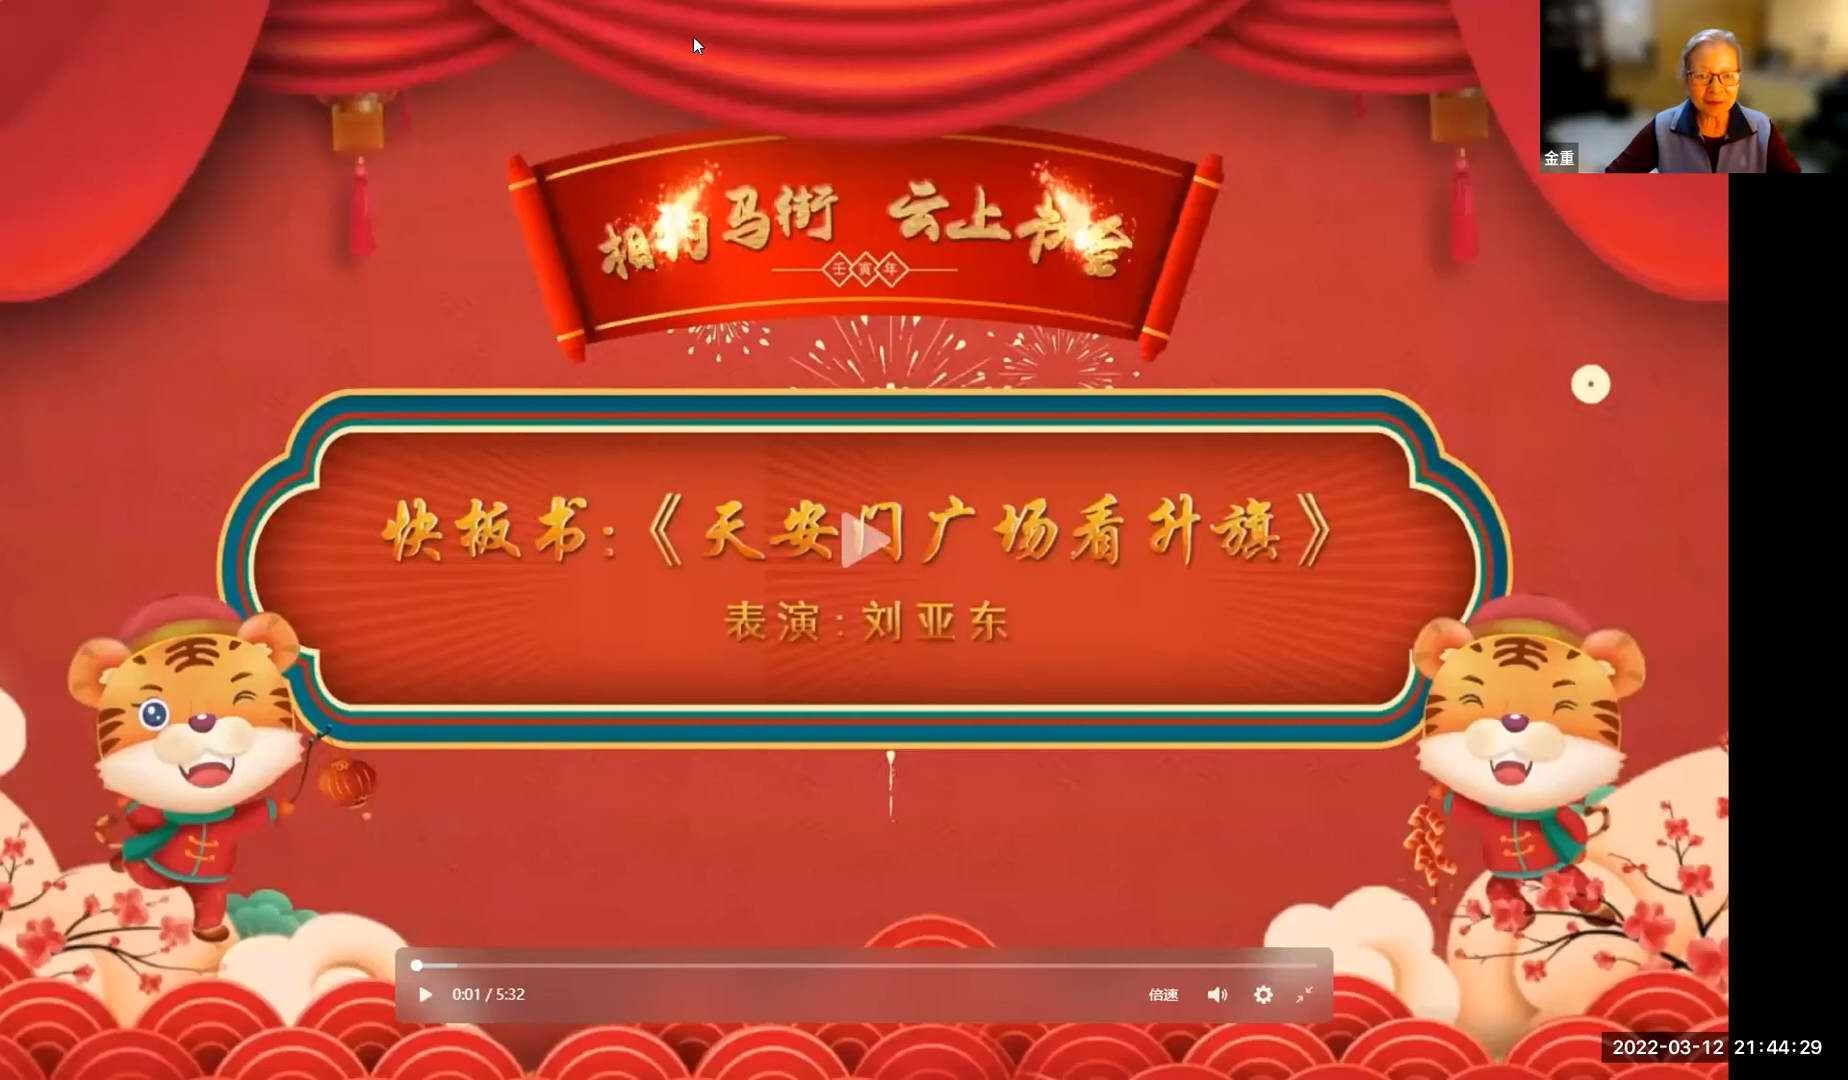 相约马街 云上书会
壬寅年
快板书:《天安门广场看升旗》
表演:刘亚东
金重
0:01 / 5:32
倍速
2022-03-12 21:44:29